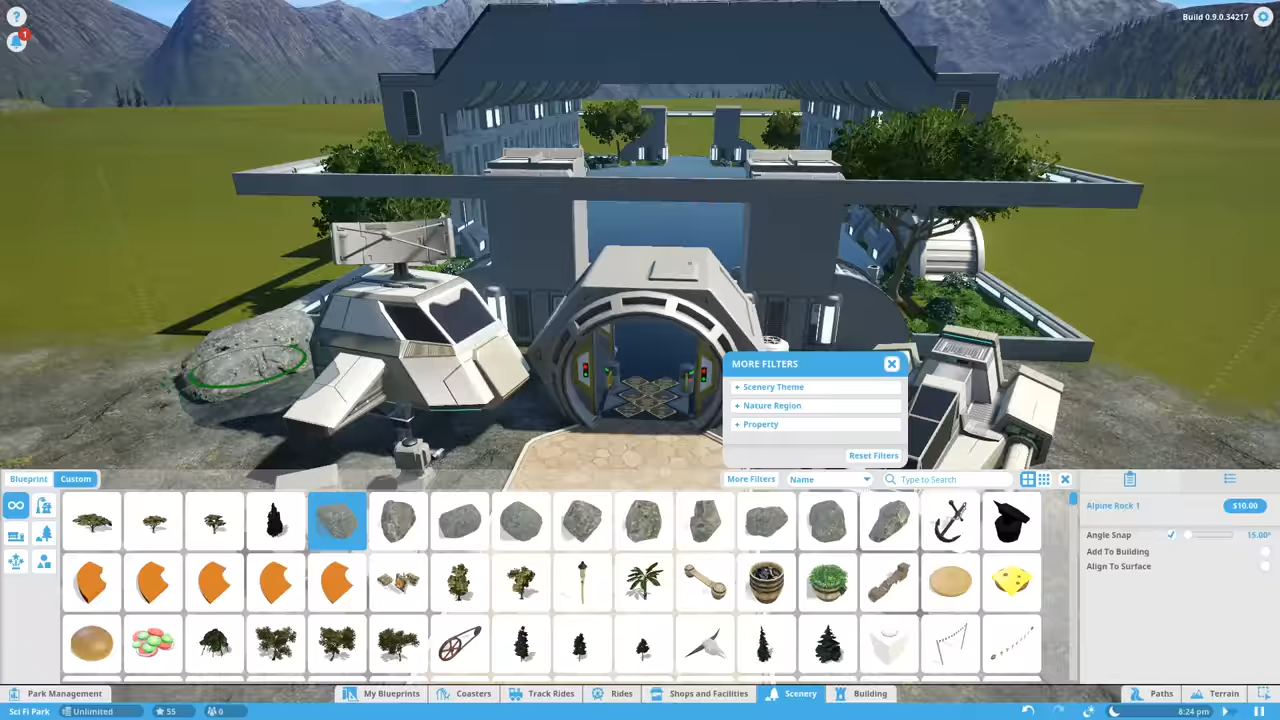 ?
1
Build 0.9.0.34217
MORE FILTERS
+ Scenery Theme
+ Nature Region
+ Property
Reset Filters
Blueprint
Custom
More Filters
Name
Type to Search
Alpine Rock 1
$10.00
Angle Snap
15.00°
Add To Building
Align To Surface
Park Management
My Blueprints
Coasters
Track Rides
Rides
Shops and Facilities
Scenery
Building
Paths
Terrain
Sci Fi Park
Unlimited
55
0
8:24 pm